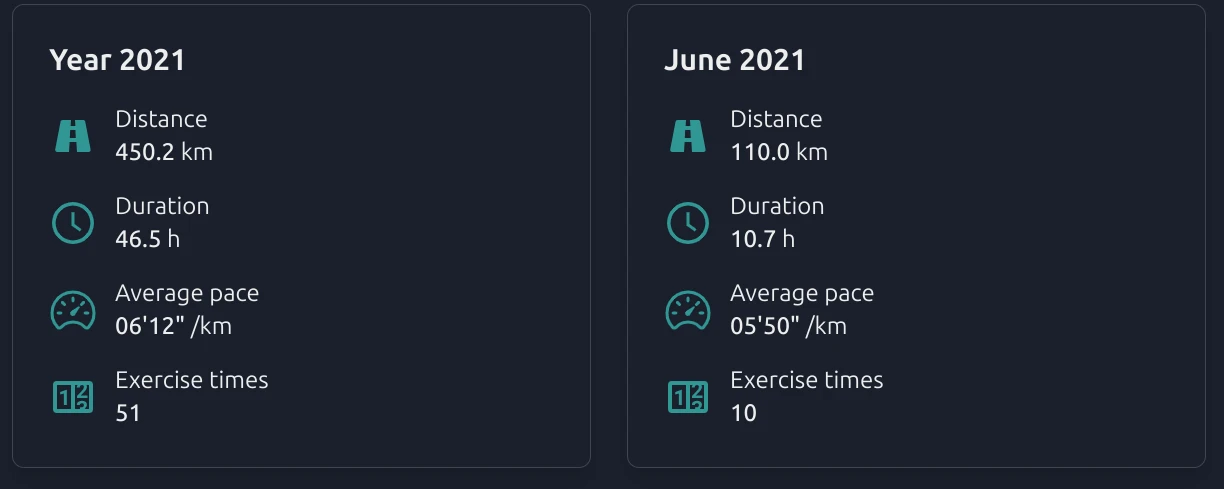 Year 2021
Distance
450.2 km
Duration
46.5 h
Average pace
06'12" /km
Exercise times
51
June 2021
Distance
110.0 km
Duration
10.7 h
Average pace
05'50" /km
Exercise times
10